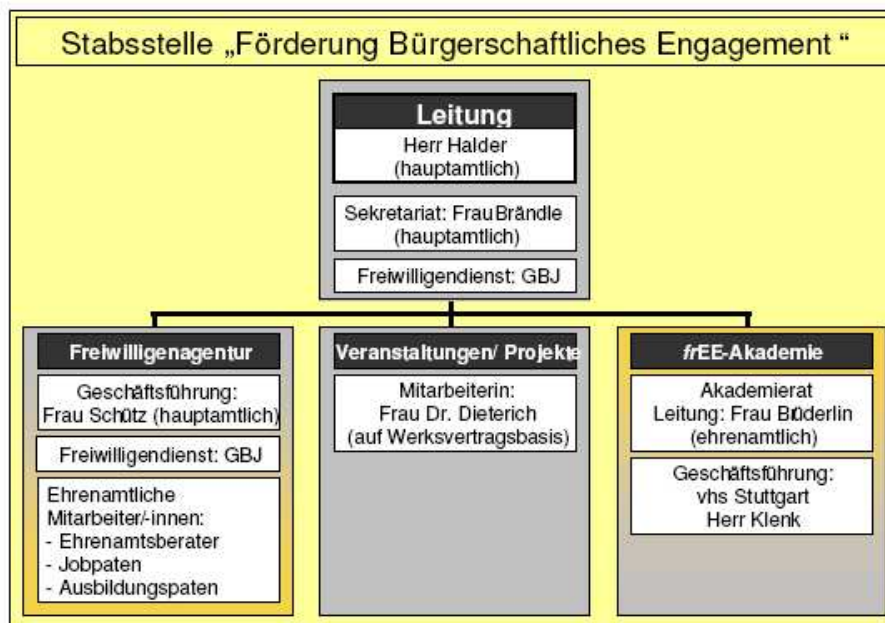 Stabsstelle „Förderung Bürgerschaftliches Engagement “
Leitung
Herr Halder
(hauptamtlich)
Sekretariat: Frau Brändle
(hauptamtlich)
Freiwilligendienst: GBJ
Freiwilligenagentur
Geschäftsführung:
Frau Schütz (hauptamtlich)
Freiwilligendienst: GBJ
Ehrenamtliche
Mitarbeiter/-innen:
- Ehrenamtsberater
- Jobpaten
- Ausbildungspaten
Veranstaltungen/ Projekte
Mitarbeiterin:
Frau Dr. Dieterich
(auf Werksvertragsbasis)
frEE-Akademie
Akademierat
Leitung: Frau Brüderlin
(ehrenamtlich)
Geschäftsführung:
vhs Stuttgart
Herr Klenk